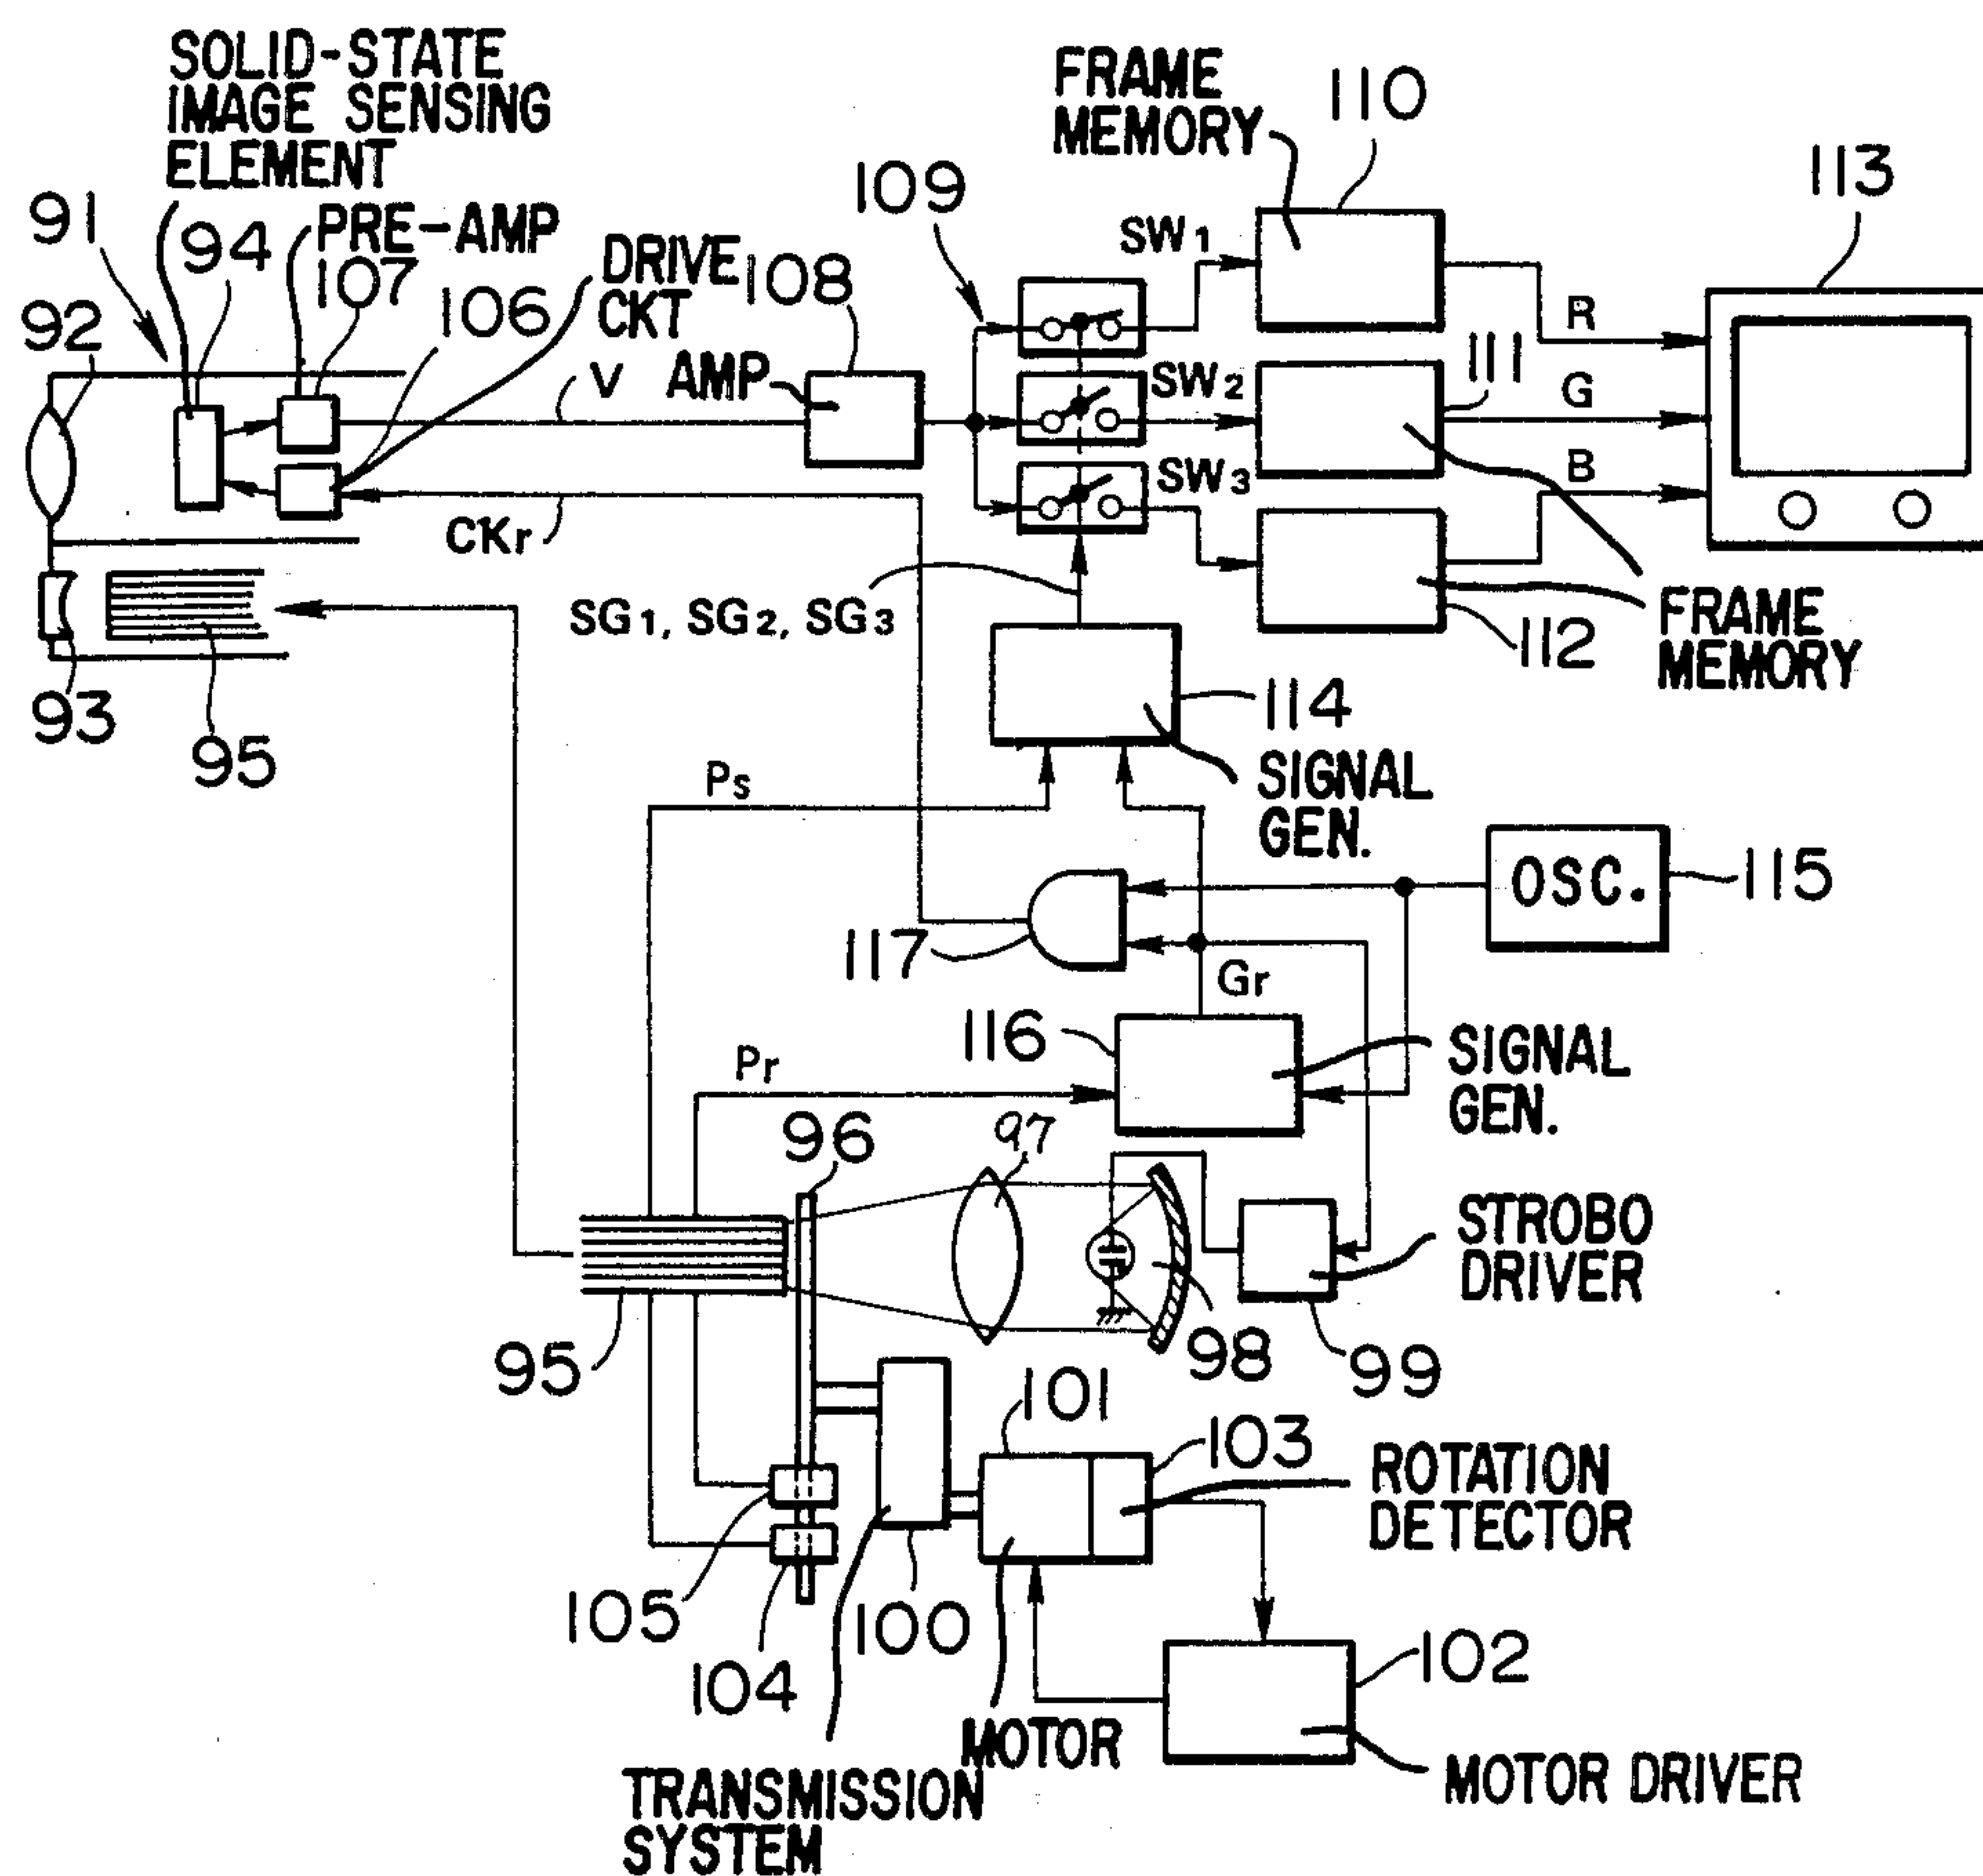 SOLID-STATE
IMAGE SENSING
ELEMENT
FRAME
MEMORY
110
113
109
91
94
PRE-AMP
107
DRIVE
CKT
108
SW1
92
106
R
V
AMP
SW2
111
G
SW3
B
CKr
SG1, SG2, SG3
112
FRAME
MEMORY
93
95
114
SIGNAL
GEN.
Ps
OSC.
115
117
Gr
116
SIGNAL
GEN.
Pr
96
97
STROBO
DRIVER
95
98
99
101
103
ROTATION
DETECTOR
105
100
104
102
MOTOR
MOTOR DRIVER
TRANSMISSION
SYSTEM